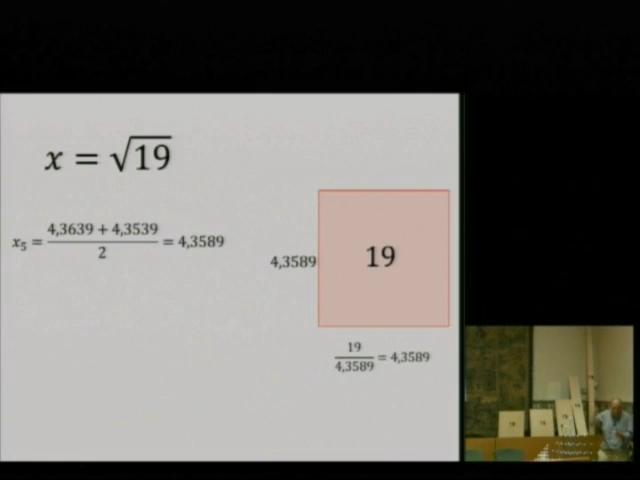 x = √19
x₅ = (4,3639 + 4,3539)/2 = 4,3589
4,3589
19
19/4,3589 = 4,3589